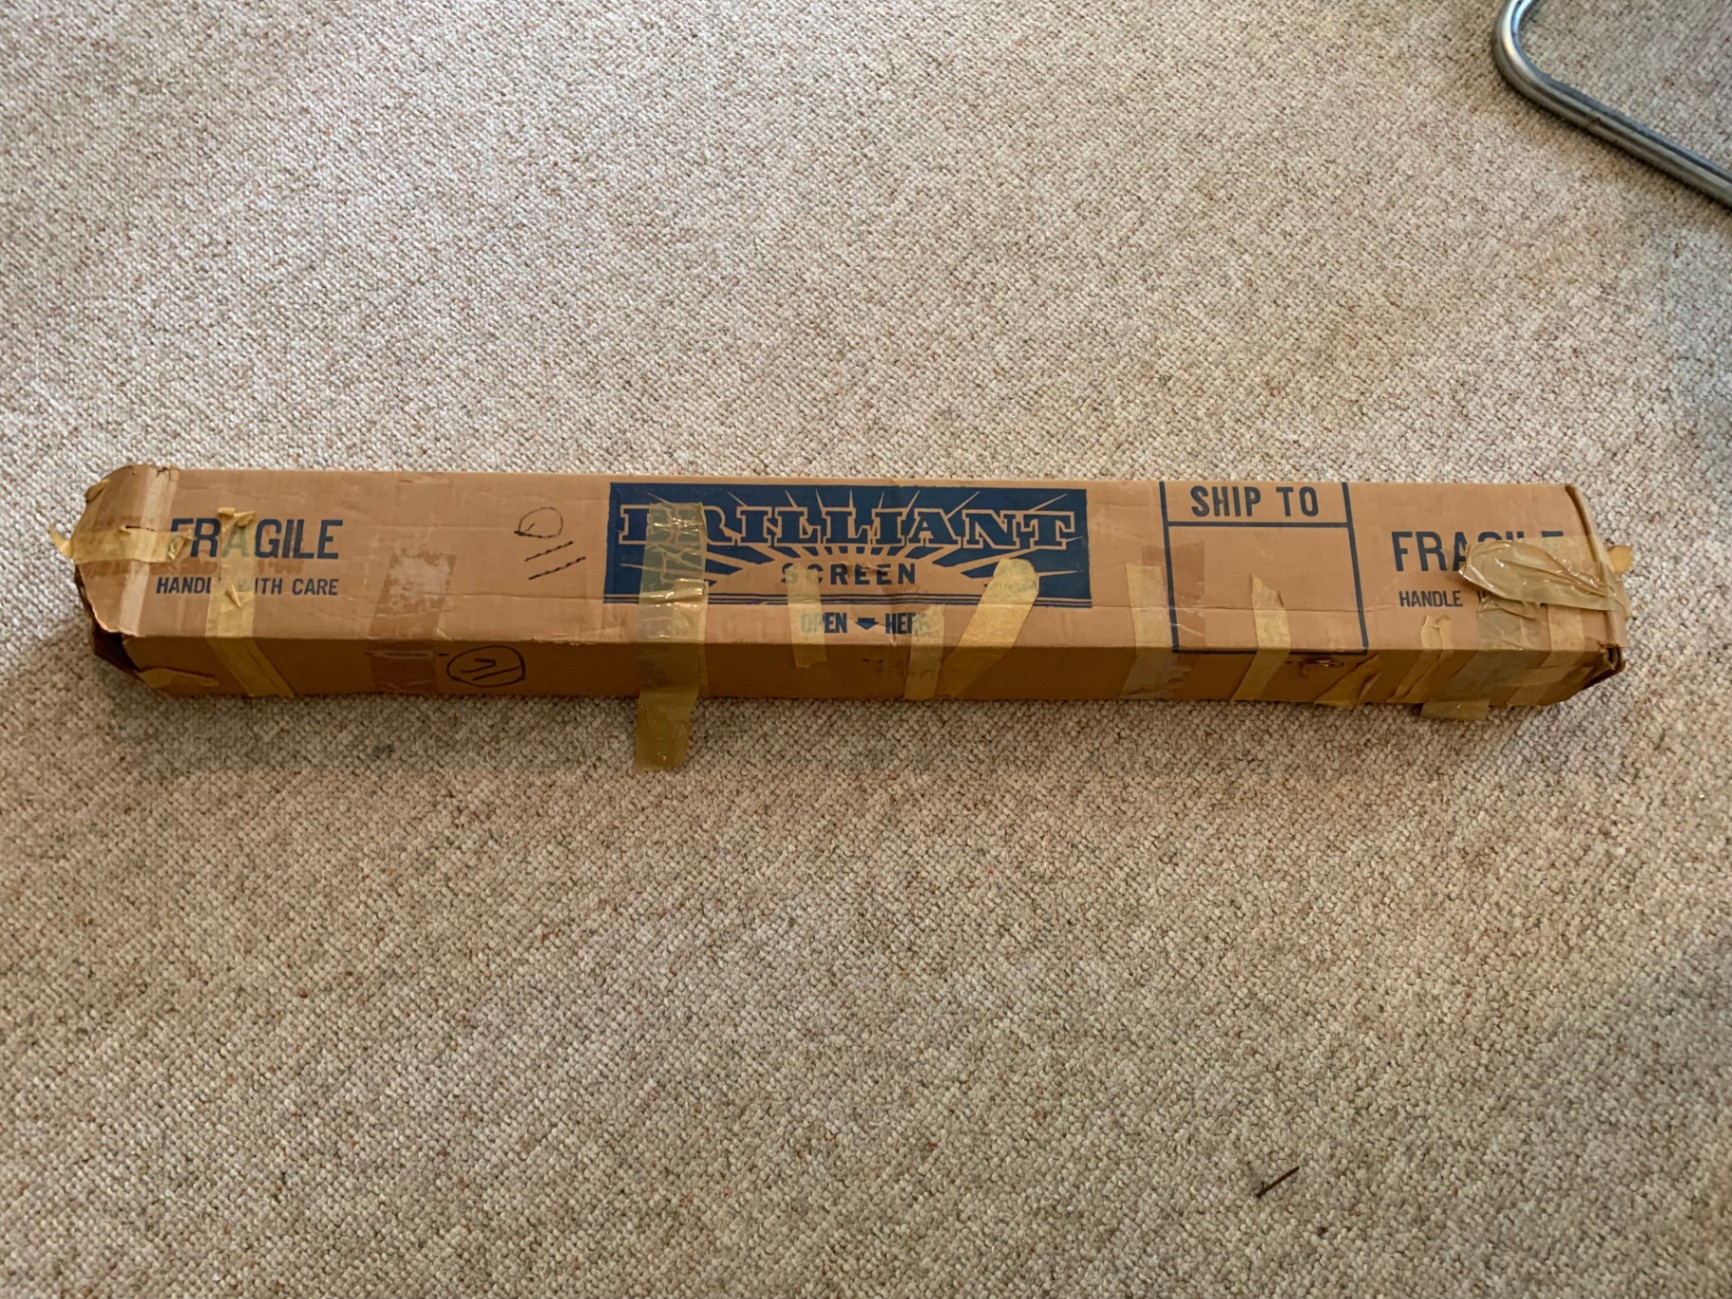 FRAGILE
HANDLE WITH CARE
BRILLIANT
SCREEN
OPEN HERE
SHIP TO
FRAGILE
HANDLE